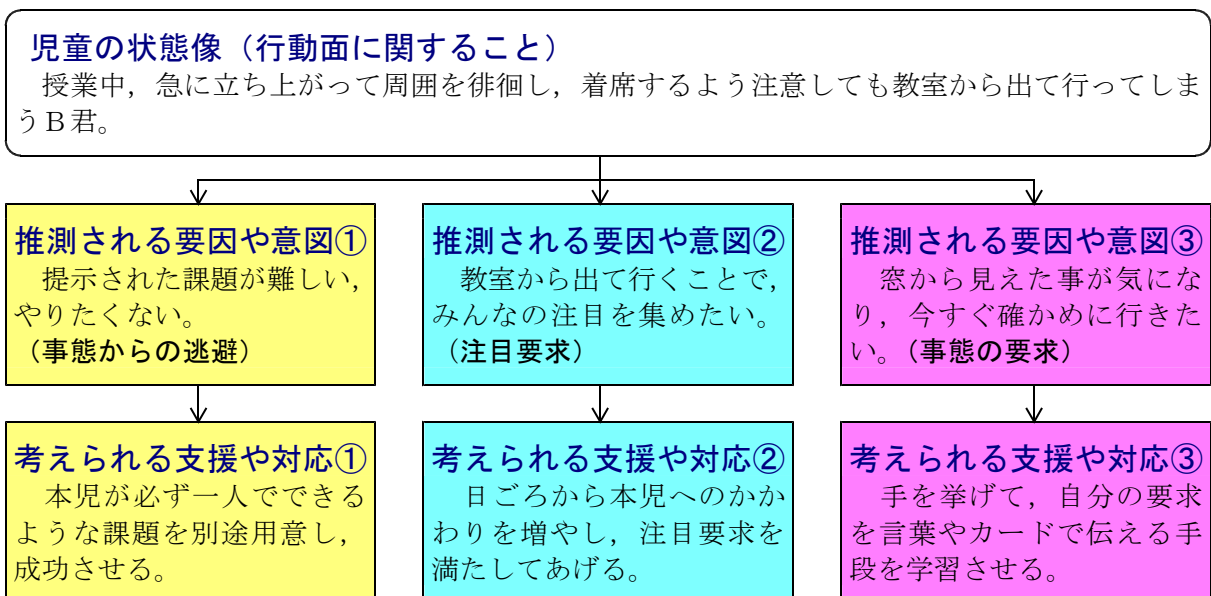 児童の状態像（行動面に関すること）
授業中，急に立ち上がって周囲を徘徊し，着席するよう注意しても教室から出て行ってしま
うＢ君。
推測される要因や意図①
提示された課題が難しい，
やりたくない。
（事態からの逃避）
推測される要因や意図②
教室から出て行くことで，
みんなの注目を集めたい。
（注目要求）
推測される要因や意図③
窓から見えた事が気にな
り，今すぐ確かめに行きた
い。（事態の要求）
考えられる支援や対応①
本児が必ず一人でできる
ような課題を別途用意し，
成功させる。
考えられる支援や対応②
日ごろから本児へのかか
わりを増やし，注目要求を
満たしてあげる。
考えられる支援や対応③
手を挙げて，自分の要求
を言葉やカードで伝える手
段を学習させる。